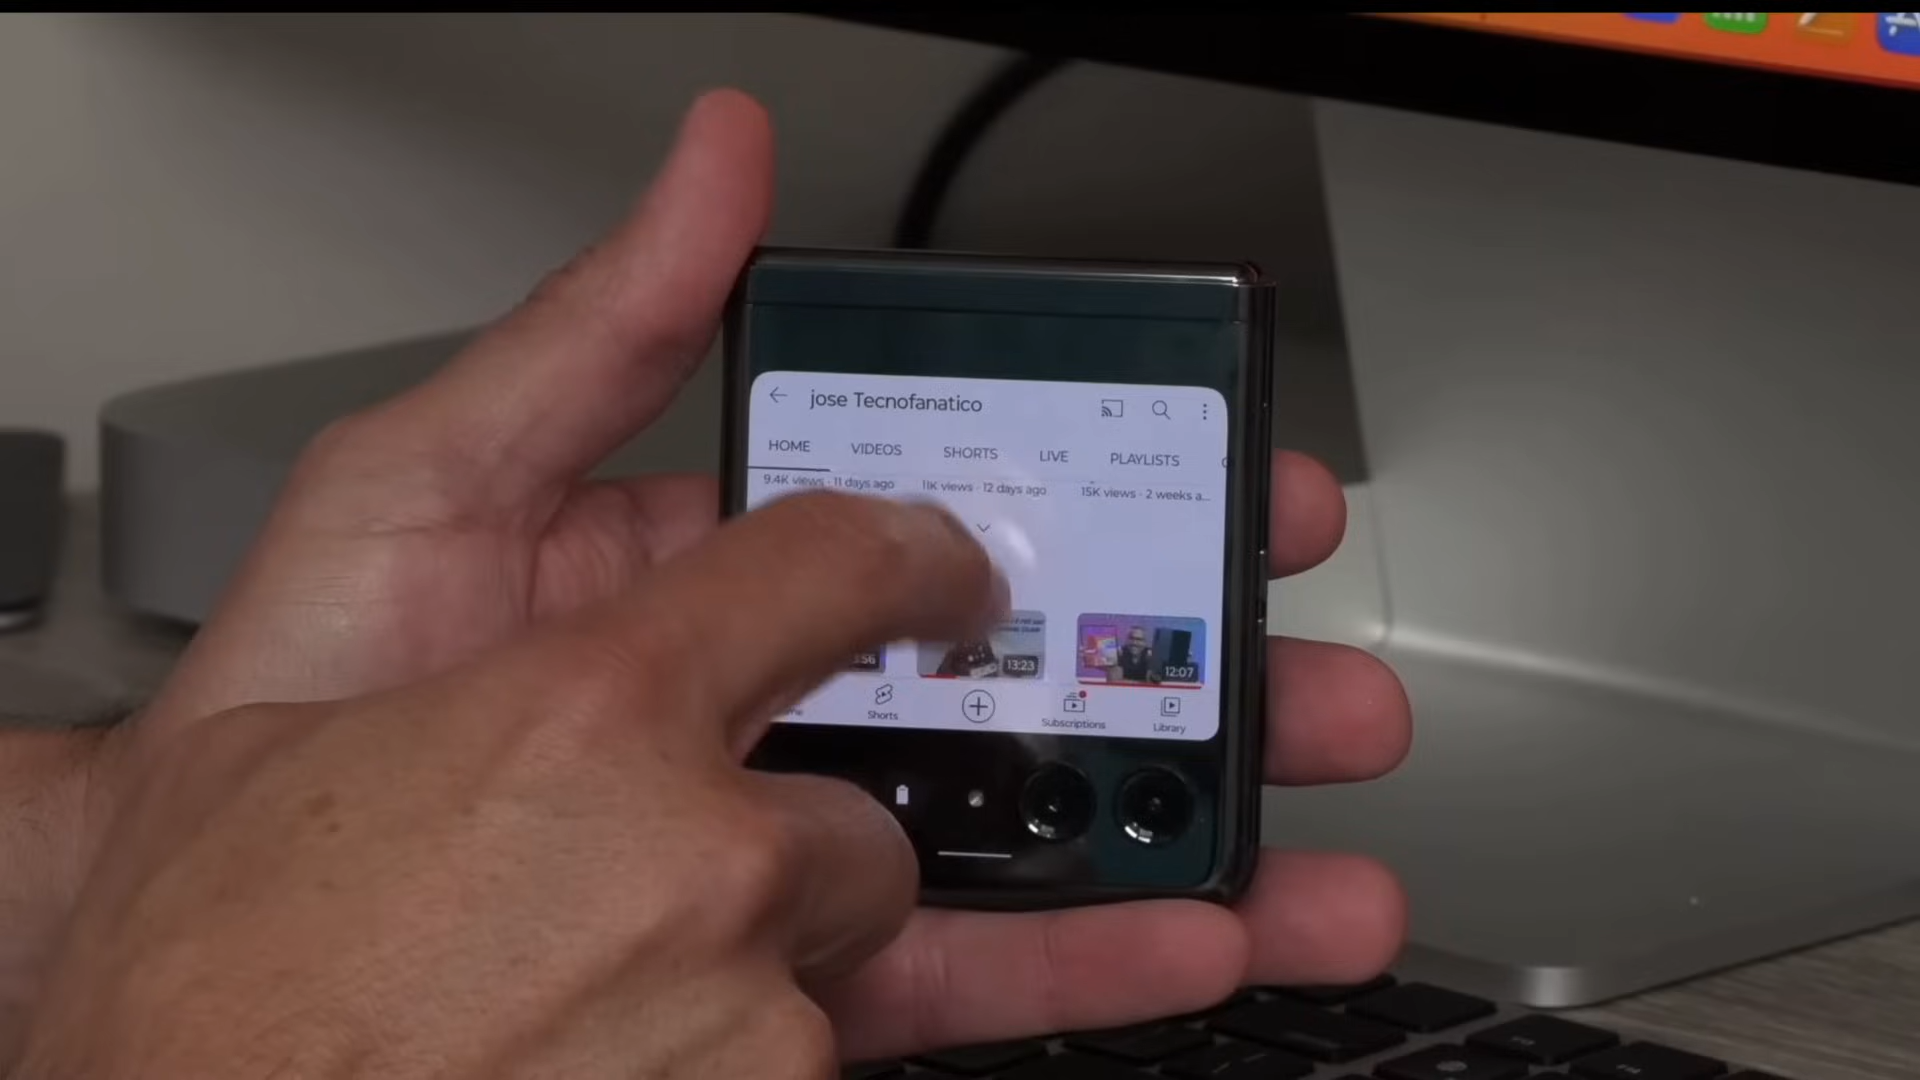 jose Tecnofanatico
HOME VIDEOS SHORTS LIVE PLAYLISTS
9.4K views · 11 days ago 11K views · 12 days ago 15K views · 2 weeks a...
:56 13:23 12:07
Shorts Subscriptions Library